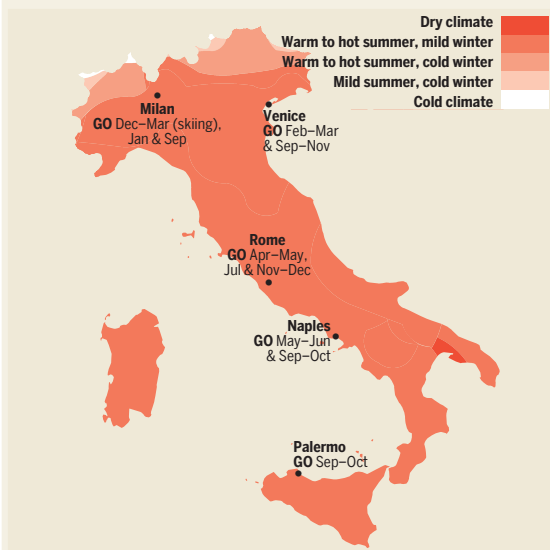 Dry climate
Warm to hot summer, mild winter
Warm to hot summer, cold winter
Mild summer, cold winter
Cold climate
Milan
GO Dec–Mar (skiing),
Jan & Sep
Venice
GO Feb–Mar
& Sep–Nov
Rome
GO Apr–May,
Jul & Nov–Dec
Naples
GO May–Jun
& Sep–Oct
Palermo
GO Sep–Oct